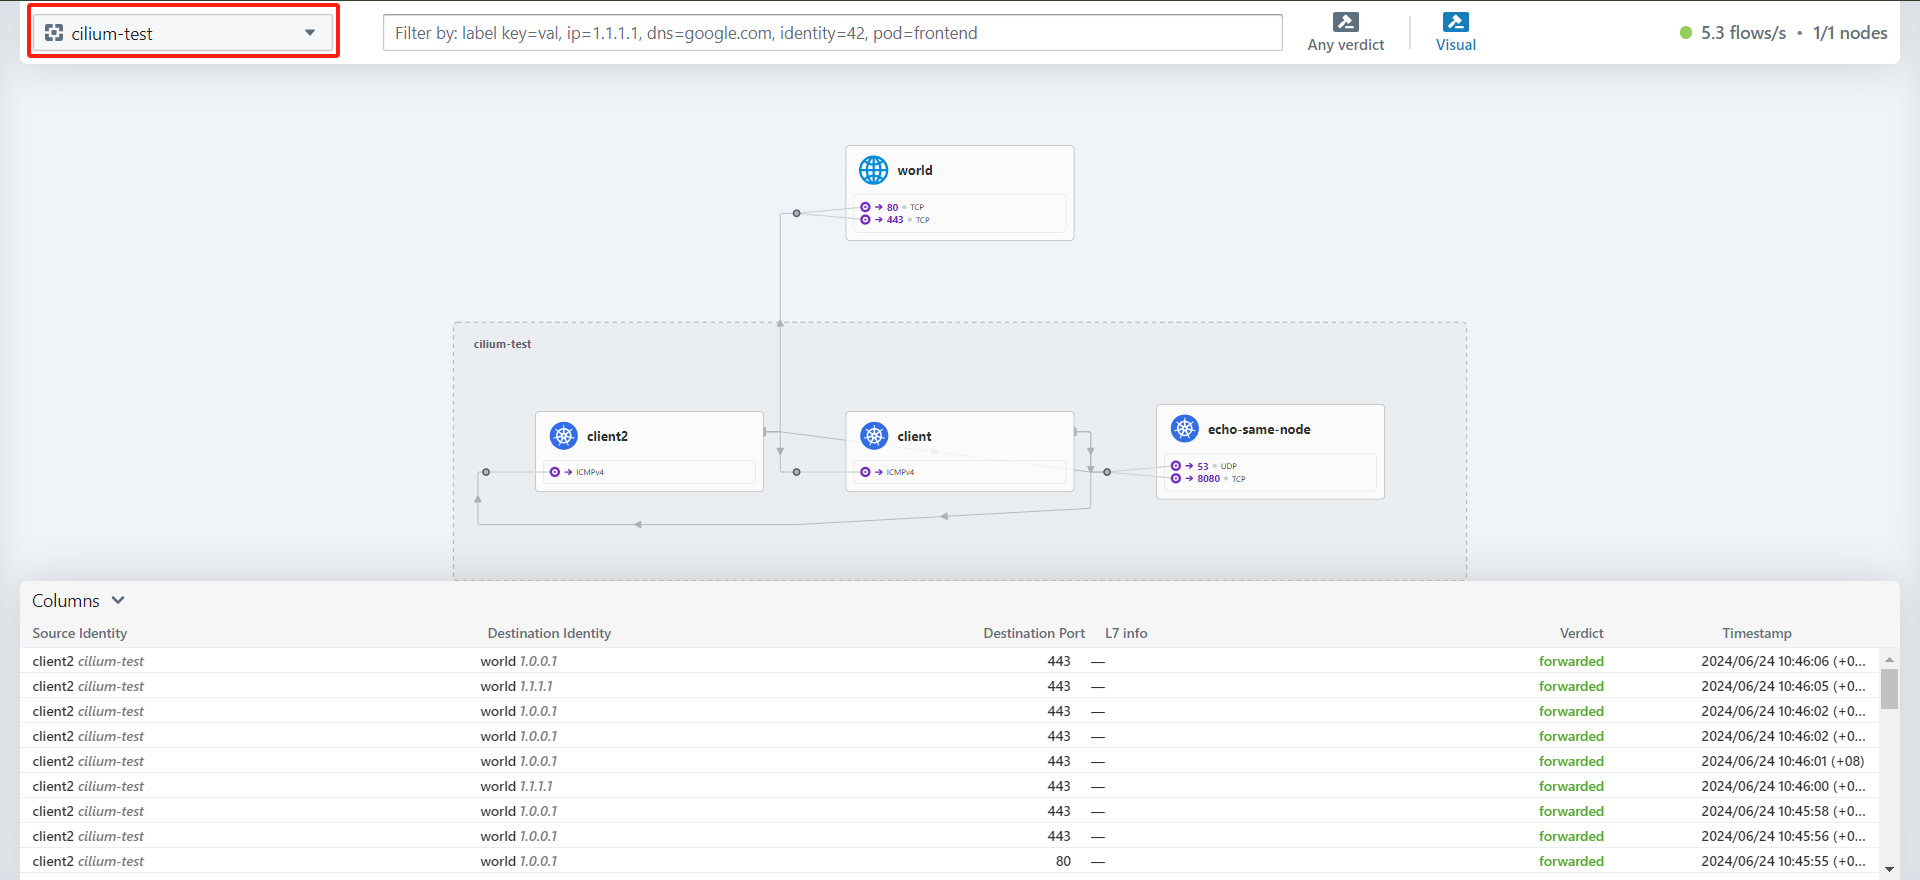 cilium-test
Filter by: label key=val, ip=1.1.1.1, dns=google.com, identity=42, pod=frontend
Any verdict
Visual
5.3 flows/s • 1/1 nodes
world
80 TCP
443 TCP
cilium-test
client2
ICMPv4
client
ICMPv4
echo-same-node
53 UDP
8080 TCP
Columns
Source Identity Destination Identity Destination Port L7 info Verdict Timestamp
client2 cilium-test world 1.0.0.1 443 — forwarded 2024/06/24 10:46:06 (+0...
client2 cilium-test world 1.1.1.1 443 — forwarded 2024/06/24 10:46:05 (+0...
client2 cilium-test world 1.0.0.1 443 — forwarded 2024/06/24 10:46:02 (+0...
client2 cilium-test world 1.0.0.1 443 — forwarded 2024/06/24 10:46:02 (+0...
client2 cilium-test world 1.0.0.1 443 — forwarded 2024/06/24 10:46:01 (+08)
client2 cilium-test world 1.1.1.1 443 — forwarded 2024/06/24 10:46:00 (+0...
client2 cilium-test world 1.0.0.1 443 — forwarded 2024/06/24 10:45:58 (+0...
client2 cilium-test world 1.0.0.1 443 — forwarded 2024/06/24 10:45:56 (+0...
client2 cilium-test world 1.0.0.1 80 — forwarded 2024/06/24 10:45:55 (+0...